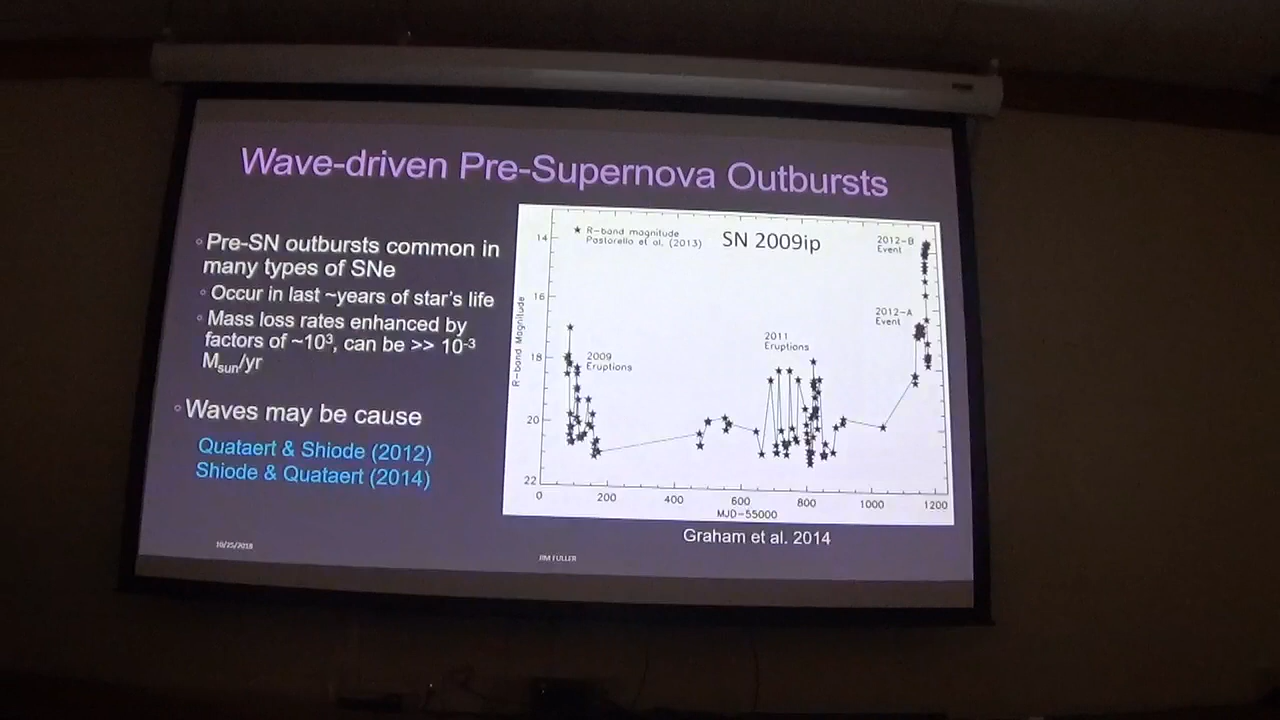 Wave-driven Pre-Supernova Outbursts
◦ Pre-SN outbursts common in
many types of SNe
◦ Occur in last ~years of star's life
◦ Mass loss rates enhanced by
factors of ~10³, can be >> 10⁻³
Msun/yr
◦ Waves may be cause
Quataert & Shiode (2012)
Shiode & Quataert (2014)
10/25/2018
JIM FULLER
R-band magnitude
Pastorello et al. (2013)
SN 2009ip
2012-B
Event
2012-A
Event
2011
Eruptions
2009
Eruptions
R-band Magnitude
14
16
18
20
22
0 200 400 600 800 1000 1200
MJD-55000
Graham et al. 2014